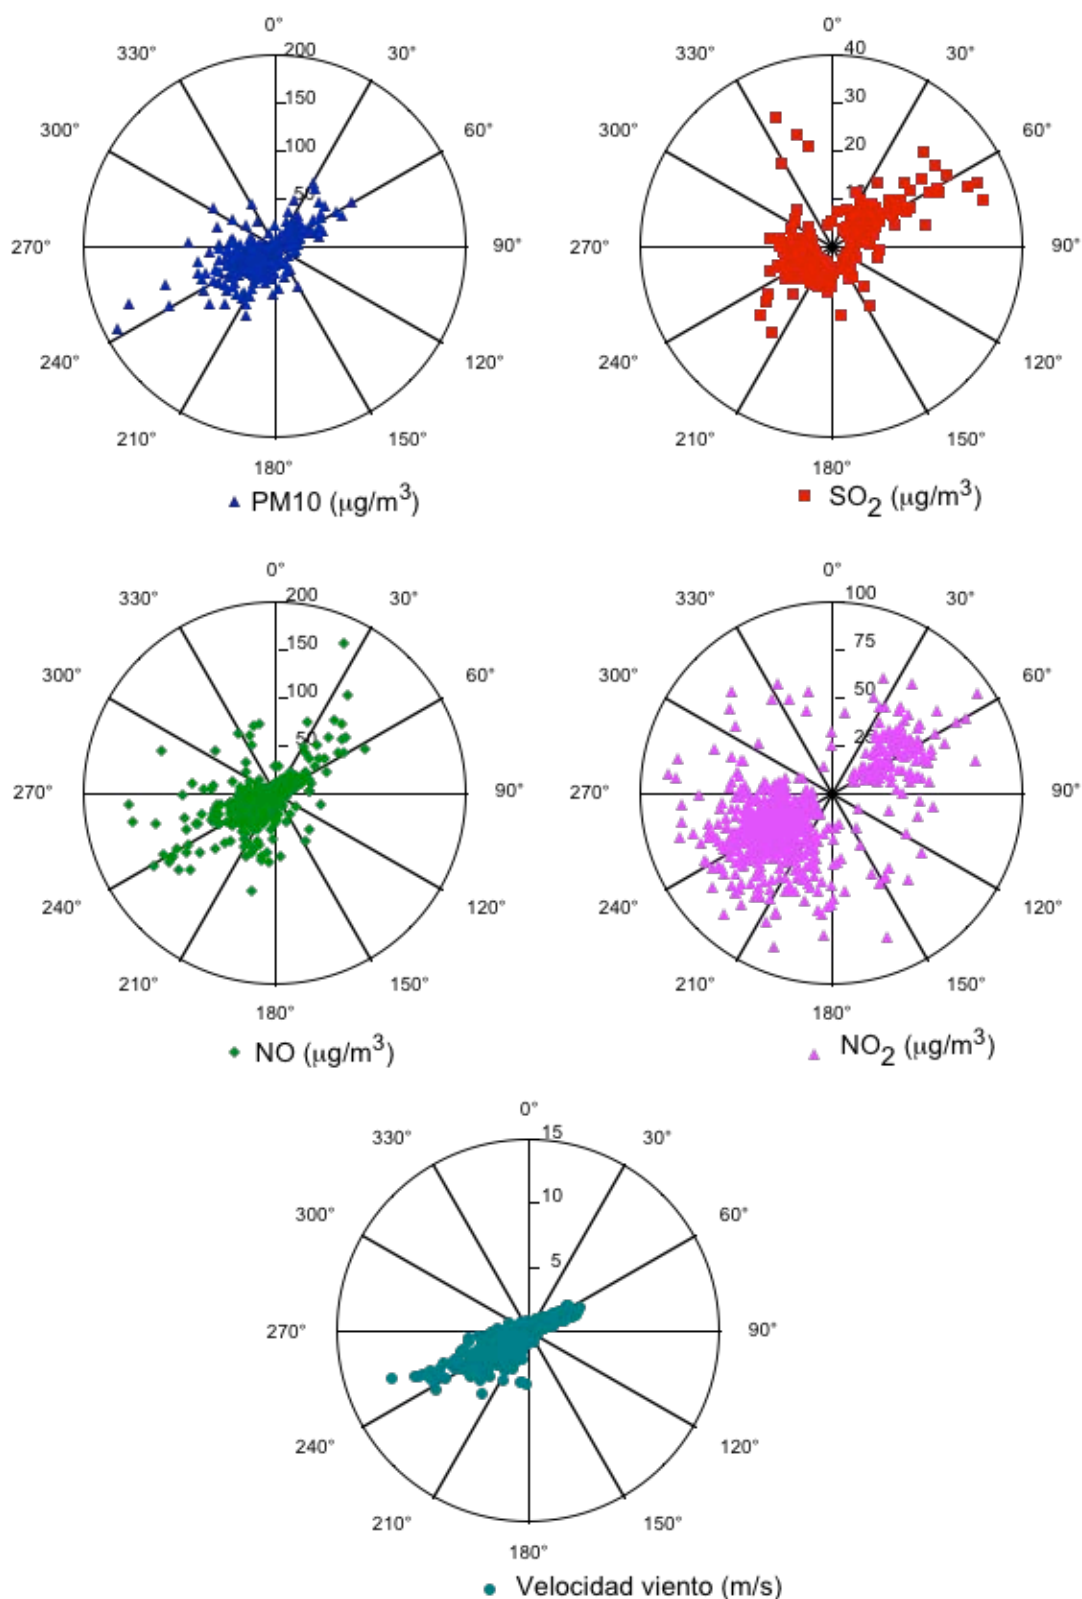 0° 0°
330° 200 30° 330° 40 30°
150 30
300° 100 60° 300° 20 60°
50
270° 90° 270° 90°
240° 120° 240° 120°
210° 150° 210° 150°
180° 180°
PM10 (µg/m³) SO₂ (µg/m³)
0° 0°
330° 200 30° 330° 100 30°
150 75
300° 100 60° 300° 50 60°
50 25
270° 90° 270° 90°
240° 120° 240° 120°
210° 150° 210° 150°
180° 180°
NO (µg/m³) NO₂ (µg/m³)
0°
330° 15 30°
10
300° 60°
5
270° 90°
240° 120°
210° 150°
180°
Velocidad viento (m/s)